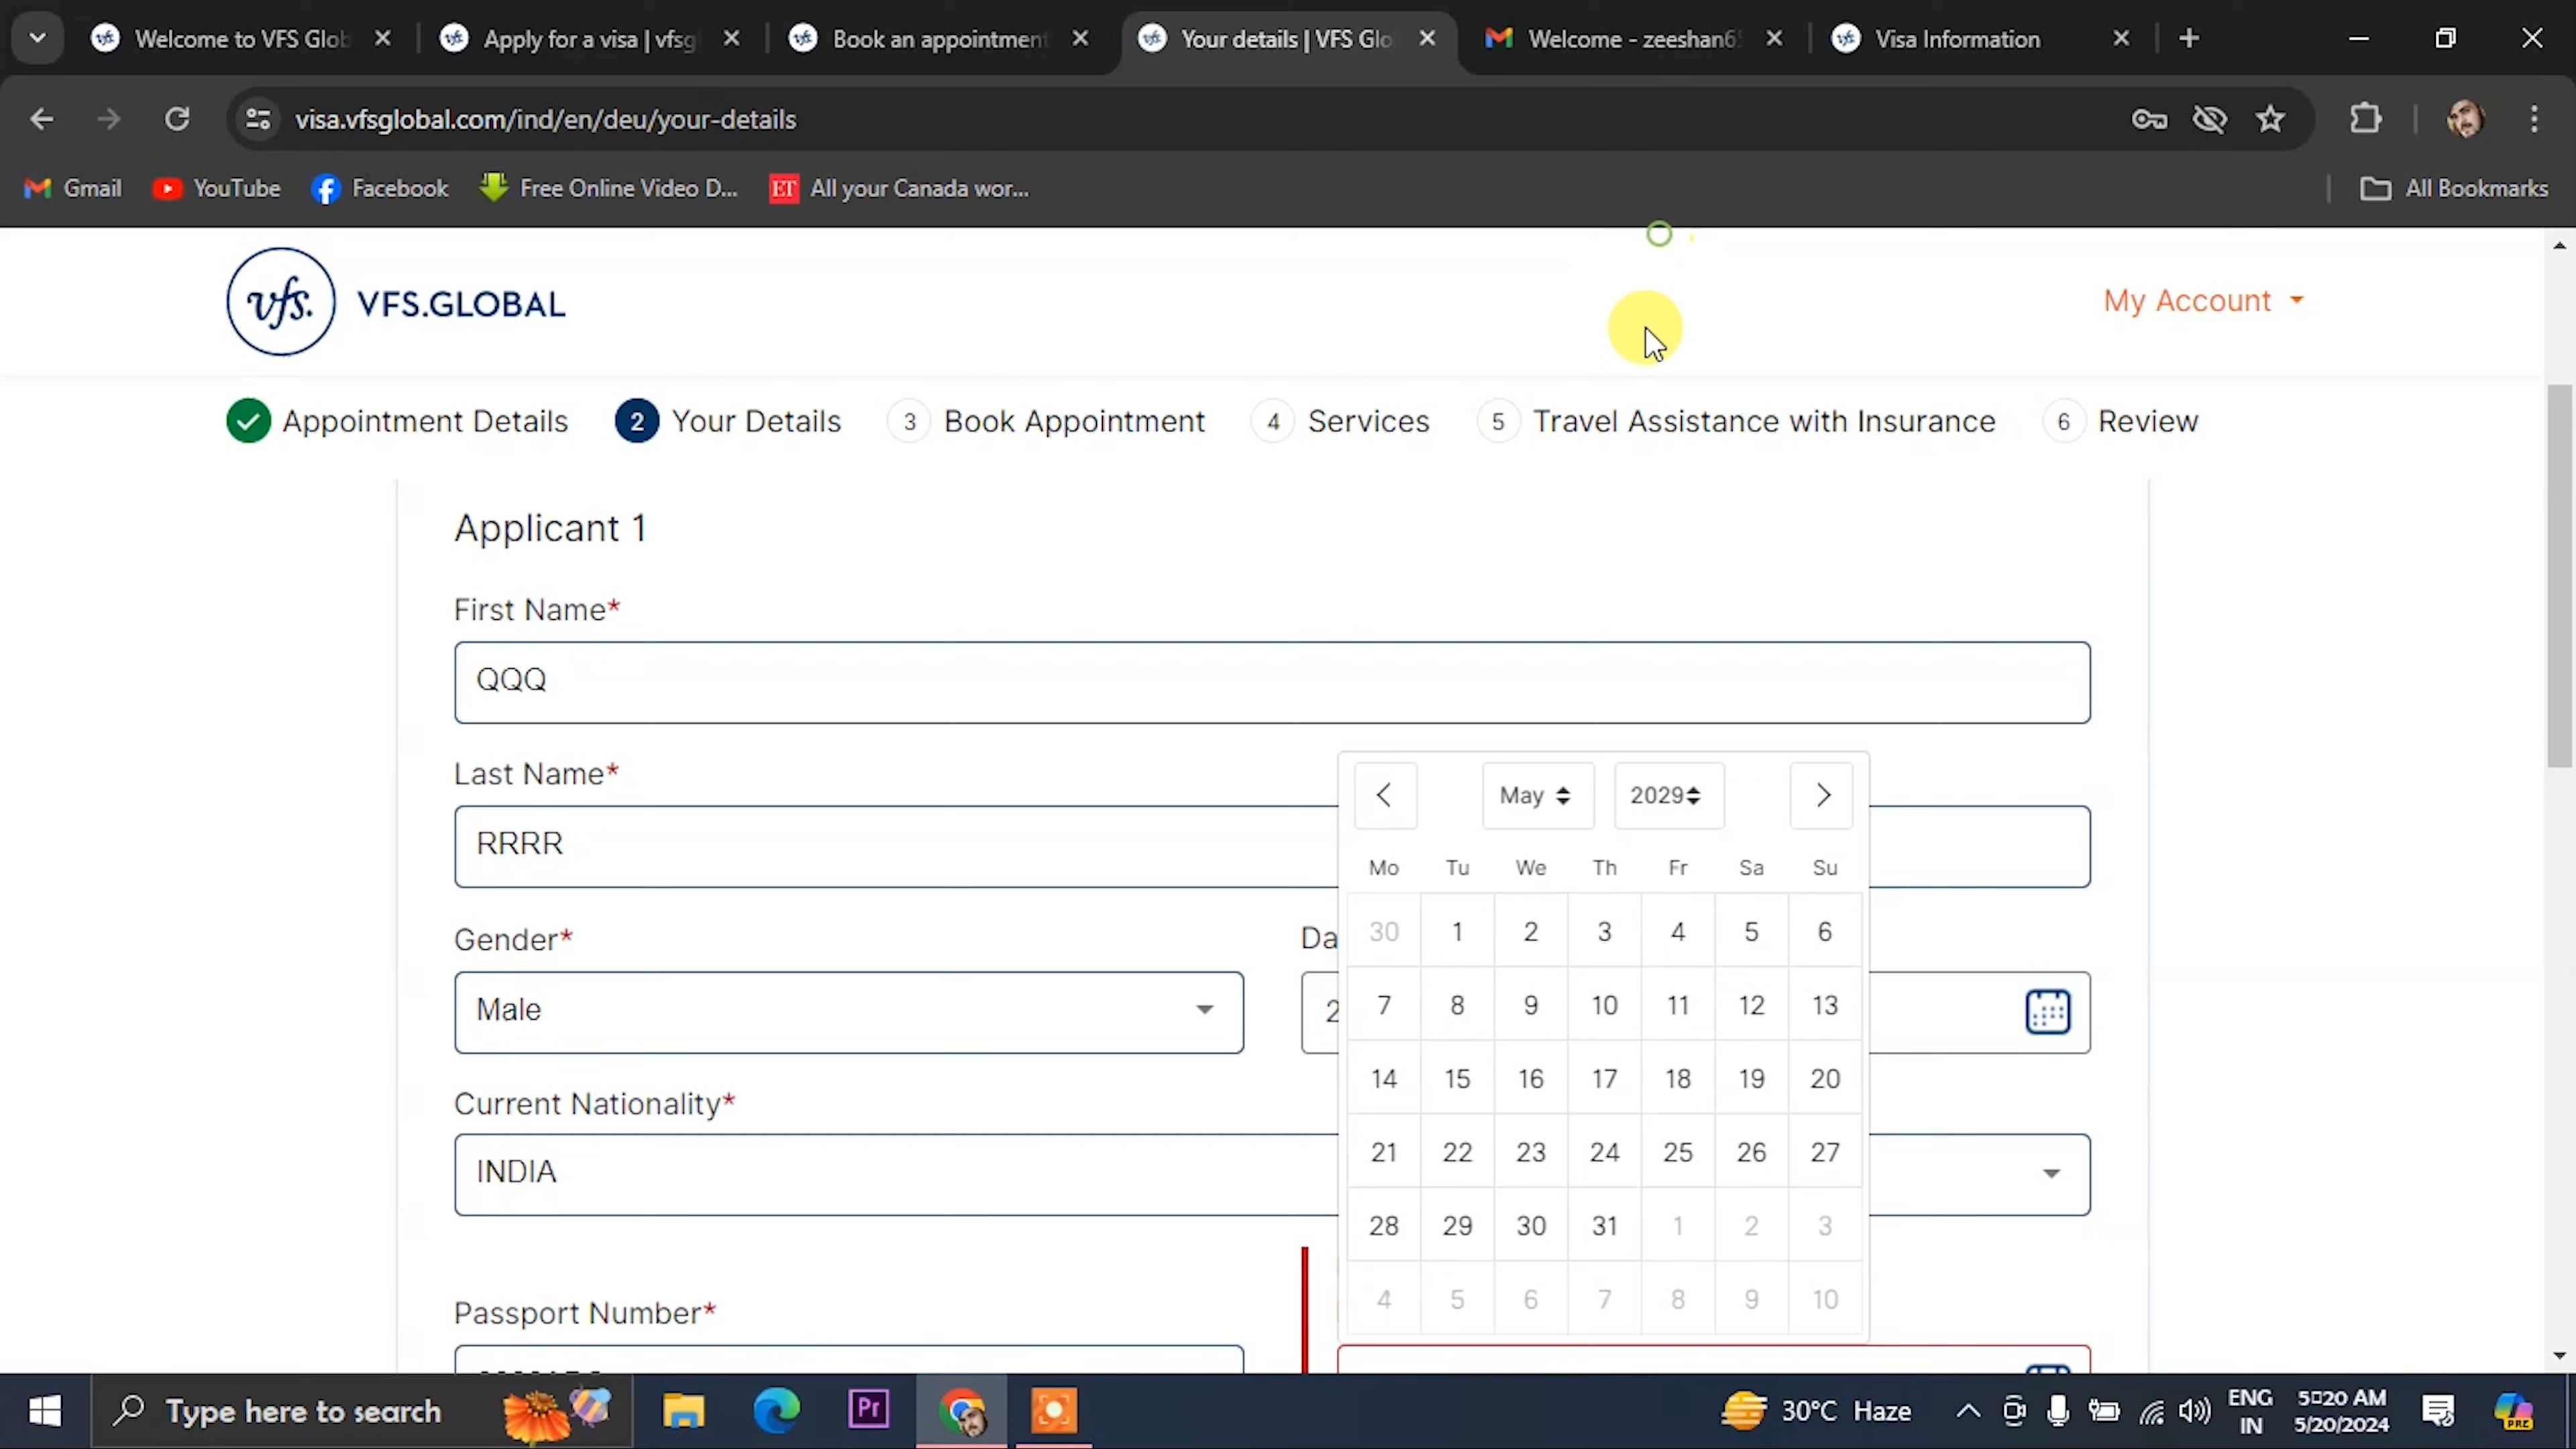 Welcome to VFS Glob
Apply for a visa | vfsg
Book an appointment
Your details | VFS Glo
Welcome - zeeshan65
Visa Information
visa.vfsglobal.com/ind/en/deu/your-details
Gmail
YouTube
Facebook
Free Online Video D...
ET All your Canada wor...
All Bookmarks
vfs. VFS.GLOBAL
My Account
Appointment Details
2 Your Details
3 Book Appointment
4 Services
5 Travel Assistance with Insurance
6 Review
Applicant 1
First Name*
QQQ
Last Name*
RRRR
Gender*
Male
Da
2
Current Nationality*
INDIA
Passport Number*
May 2029
Mo Tu We Th Fr Sa Su
30 1 2 3 4 5 6
7 8 9 10 11 12 13
14 15 16 17 18 19 20
21 22 23 24 25 26 27
28 29 30 31 1 2 3
4 5 6 7 8 9 10
Type here to search
Pr
30°C Haze
ENG
IN
5:20 AM
5/20/2024
PRE